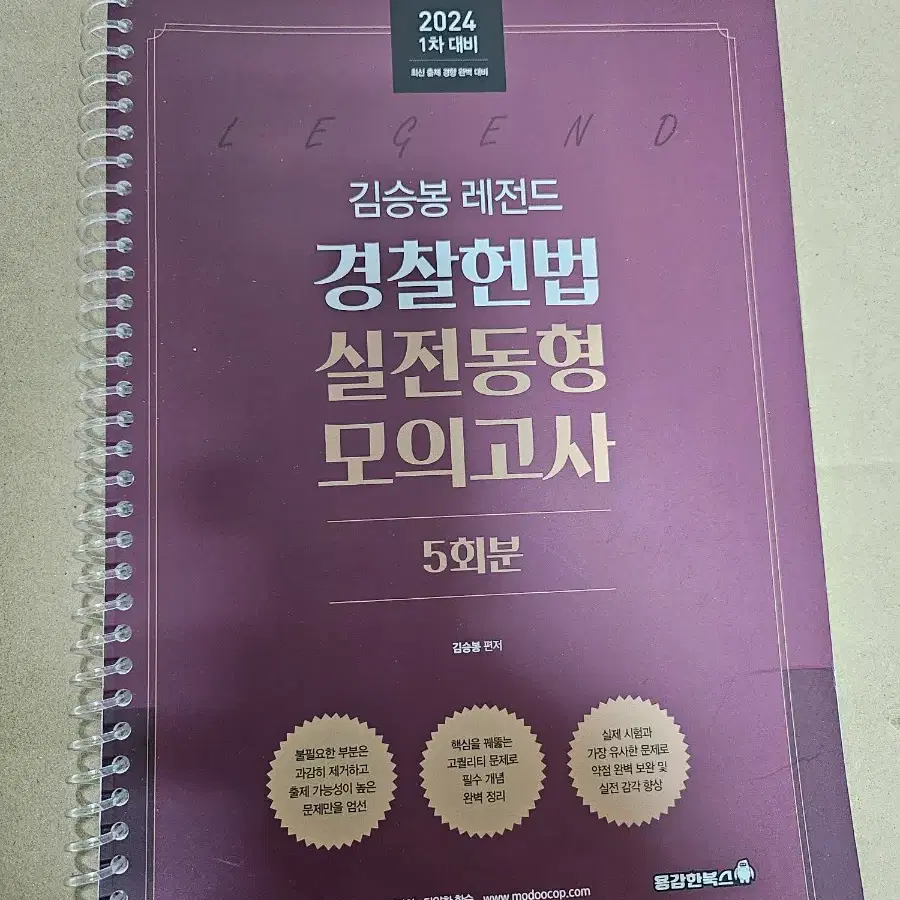 2024
1차 대비
최신 출제 경향 완벽 대비
LEGEND
김승봉 레전드
경찰헌법
실전동형
모의고사
5회분
김승봉 편저
불필요한 부분은
과감히 제거하고
출제 가능성이 높은
문제만을 엄선
핵심을 꿰뚫는
고퀄리티 문제로
필수 개념
완벽 정리
실제 시험과
가장 유사한 문제로
약점 완벽 보완 및
실전 감각 향상
용감한북스
www.modoocop.com